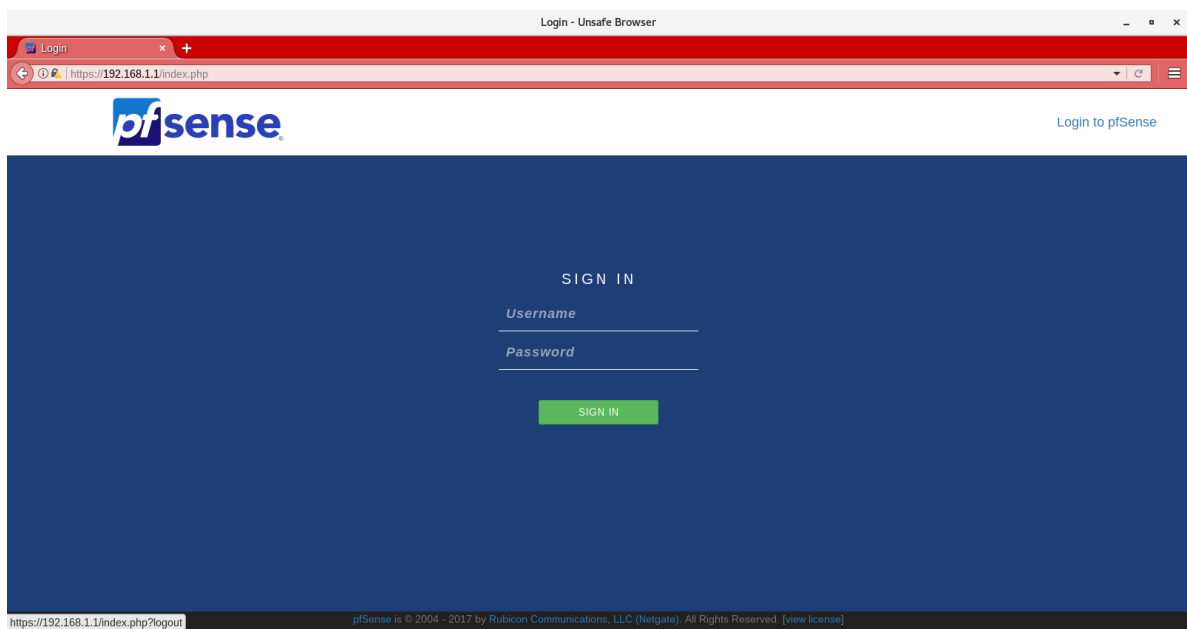 Login - Unsafe Browser
Login
https://192.168.1.1/index.php
pfsense
Login to pfSense
SIGN IN
Username
Password
SIGN IN
https://192.168.1.1/index.php?logout
pfSense is © 2004 - 2017 by Rubicon Communications, LLC (Netgate). All Rights Reserved. [view license]